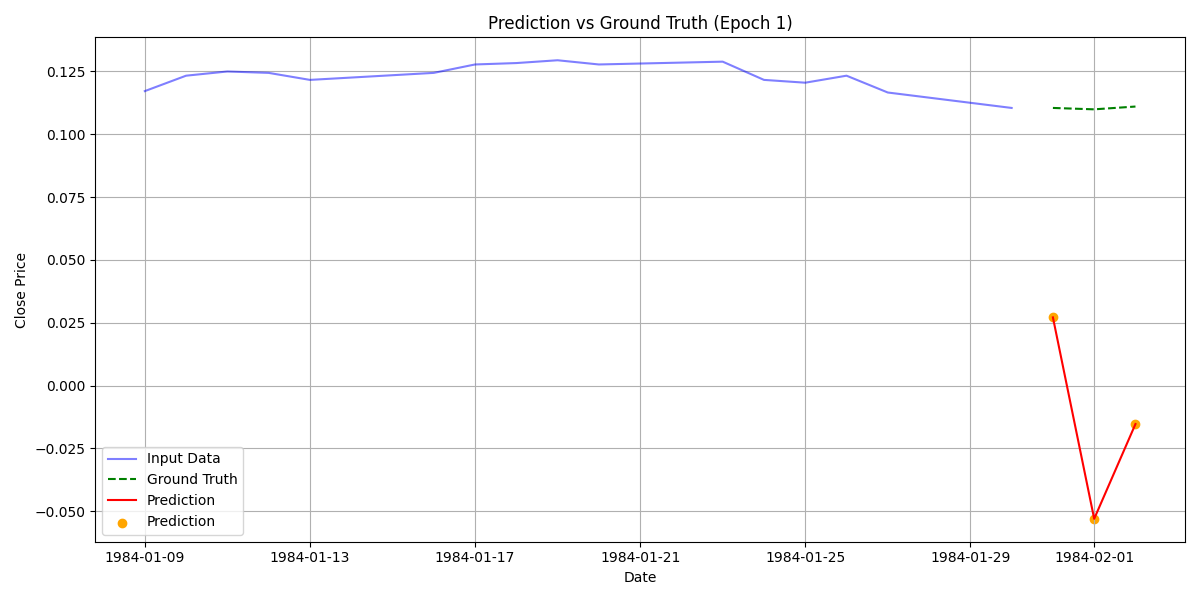 Prediction vs Ground Truth (Epoch 1)
Close Price
0.125
0.100
0.075
0.050
0.025
0.000
−0.025
−0.050
Input Data
Ground Truth
Prediction
Prediction
1984-01-09 1984-01-13 1984-01-17 1984-01-21 1984-01-25 1984-01-29 1984-02-01
Date